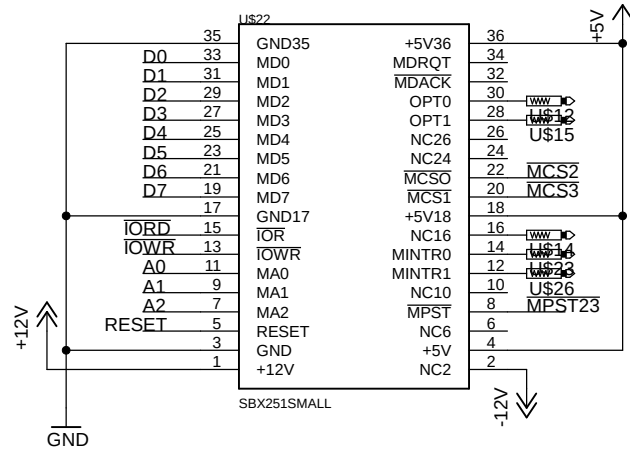 U$22
+5V
35 GND35 +5V36 36
D0 33 MD0 MDRQT 34
D1 31 MD1 MDACK 32
D2 29 MD2 OPT0 30
U$12
D3 27 MD3 OPT1 28
U$15
D4 25 MD4 NC26 26
D5 23 MD5 NC24 24
D6 21 MD6 MCSO 22 MCS2
D7 19 MD7 MCS1 20 MCS3
17 GND17 +5V18 18
IORD 15 IOR NC16 16
U$14
IOWR 13 IOWR MINTR0 14
U$23
A0 11 MA0 MINTR1 12
U$26
A1 9 MA1 NC10 10
A2 7 MA2 MPST 8 MPST23
RESET 5 RESET NC6 6
+12V
3 GND +5V 4
1 +12V NC2 2
-12V
SBX251SMALL
GND